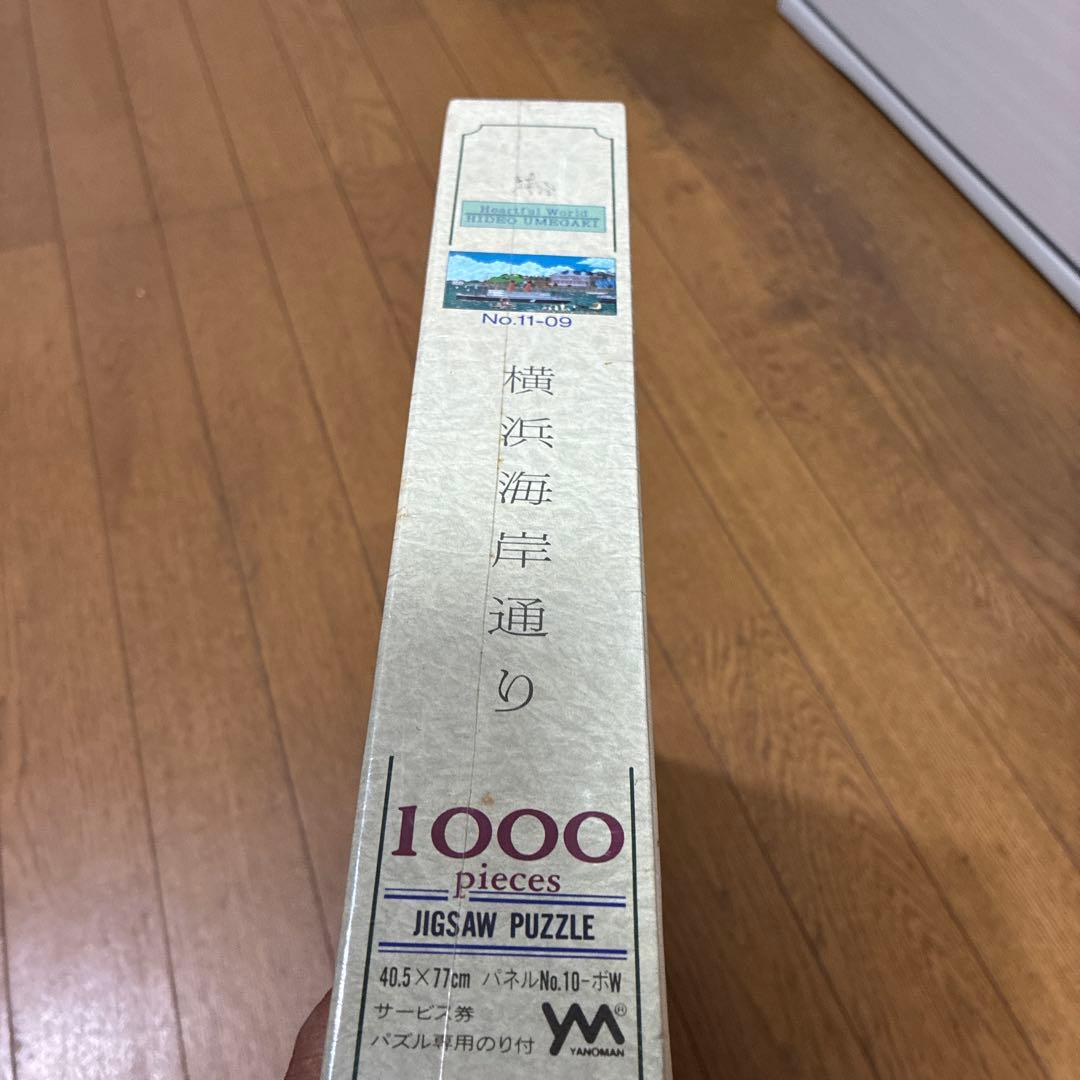 Heartful World
HIDEO UMEGAKI
No.11-09
横浜海岸通り
1000
pieces
JIGSAW PUZZLE
40.5×77cm パネルNo.10-ボW
サービス券
パズル専用のり付
YM®
YANOMAN